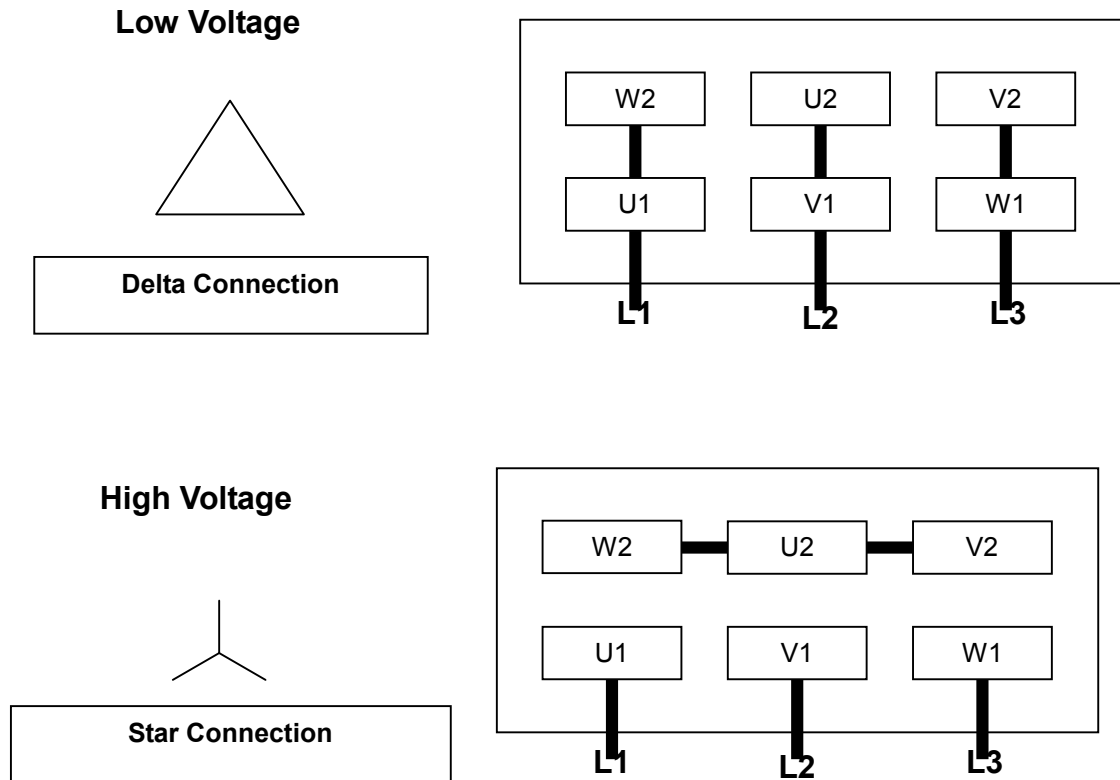 Low Voltage
W2 U2 V2
U1 V1 W1
Delta Connection
L1 L2 L3
High Voltage
W2 U2 V2
U1 V1 W1
Star Connection
L1 L2 L3